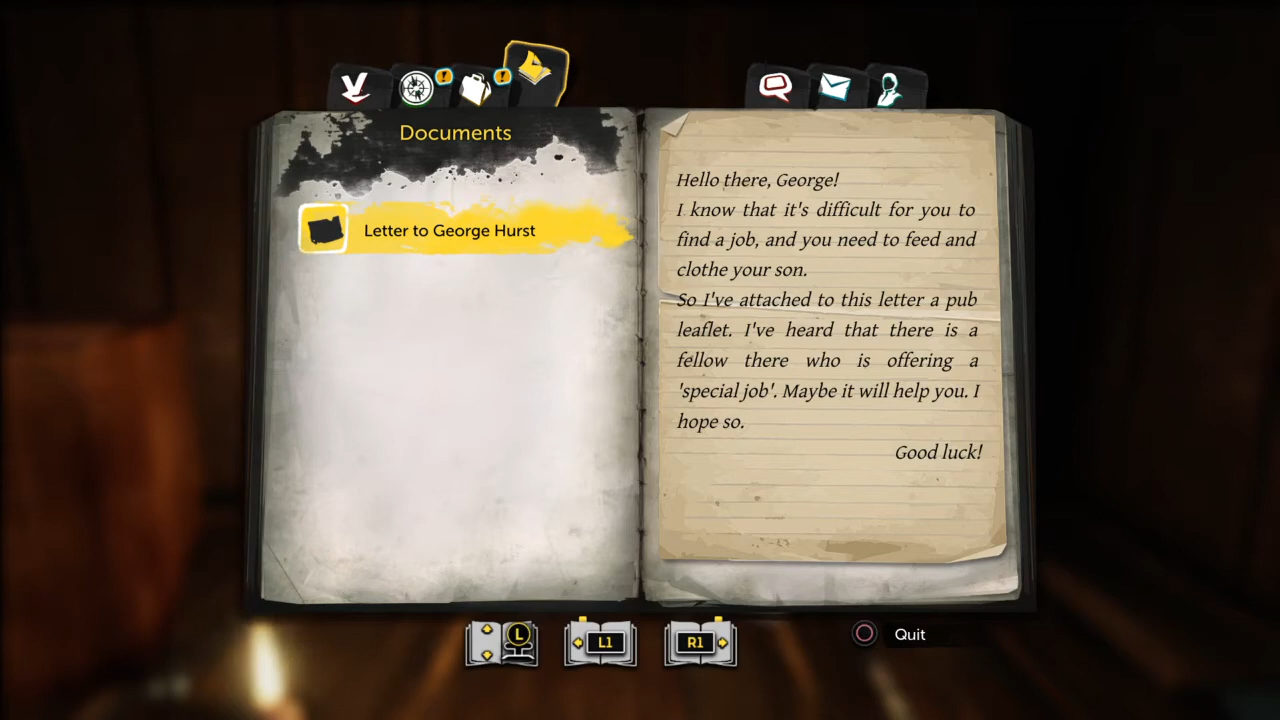 Documents
Letter to George Hurst
Hello there, George!
I know that it's difficult for you to
find a job, and you need to feed and
clothe your son.
So I've attached to this letter a pub
leaflet. I've heard that there is a
fellow there who is offering a
'special job'. Maybe it will help you. I
hope so.
Good luck!
L
L1
R1
Quit